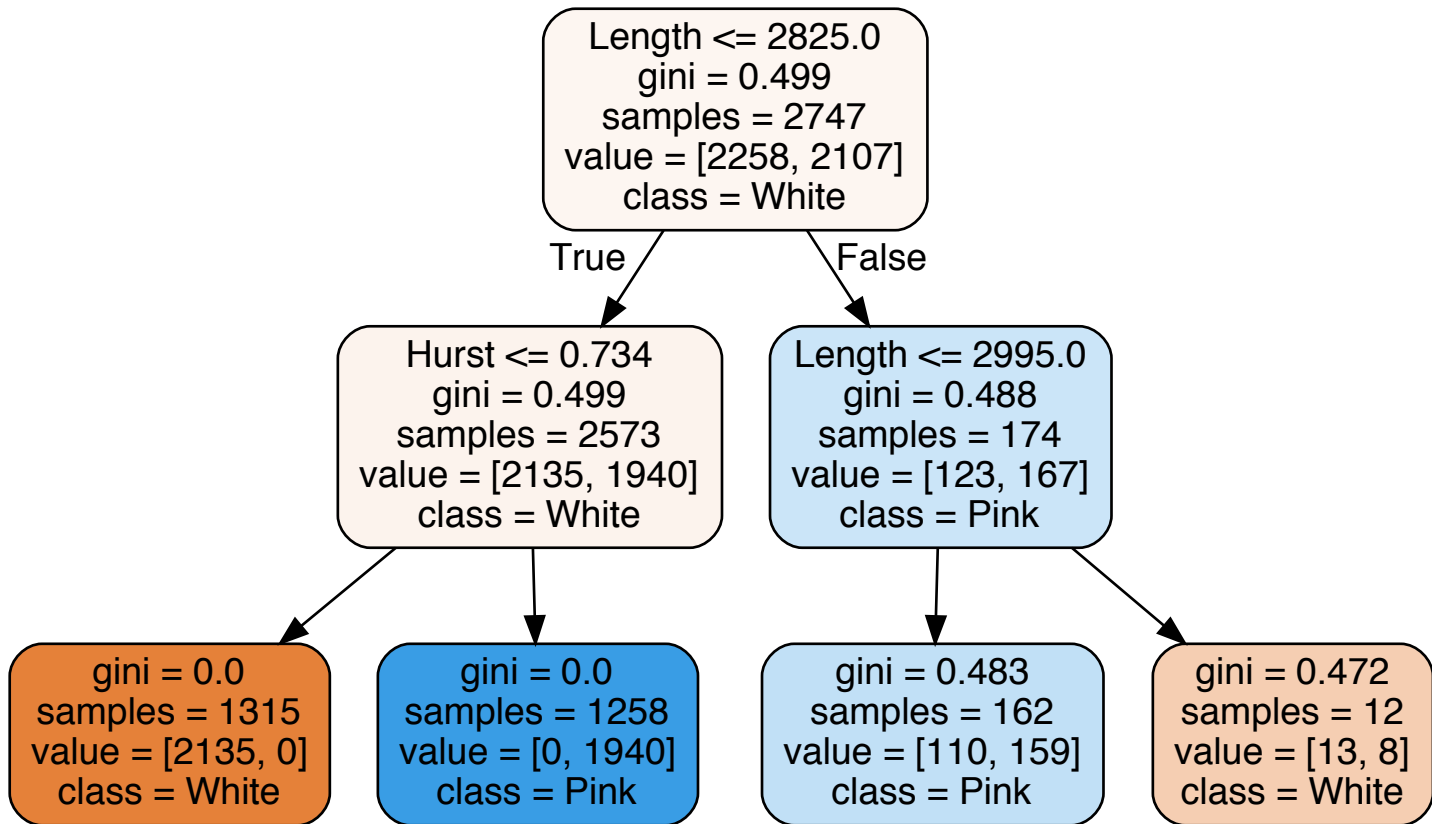 Length <= 2825.0
gini = 0.499
samples = 2747
value = [2258, 2107]
class = White
True
False
Hurst <= 0.734
gini = 0.499
samples = 2573
value = [2135, 1940]
class = White
Length <= 2995.0
gini = 0.488
samples = 174
value = [123, 167]
class = Pink
gini = 0.0
samples = 1315
value = [2135, 0]
class = White
gini = 0.0
samples = 1258
value = [0, 1940]
class = Pink
gini = 0.483
samples = 162
value = [110, 159]
class = Pink
gini = 0.472
samples = 12
value = [13, 8]
class = White